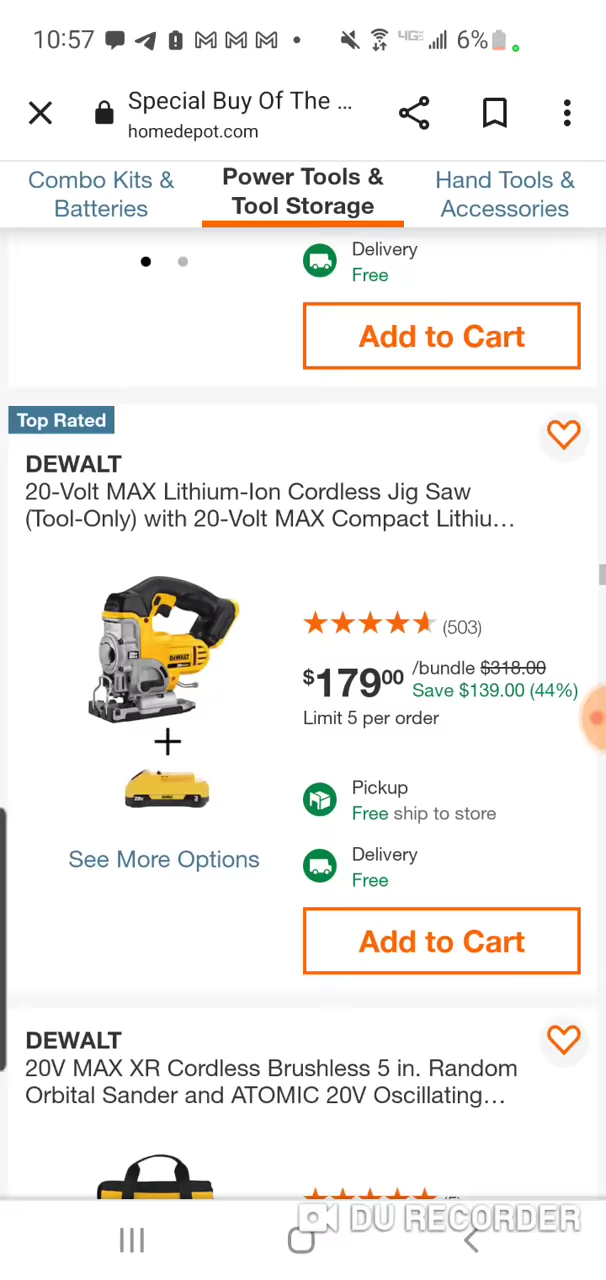 10:57
4GE
6%
Special Buy Of The ...
homedepot.com
Combo Kits &
Batteries
Power Tools &
Tool Storage
Hand Tools &
Accessories
Delivery
Free
Add to Cart
Top Rated
DEWALT
20-Volt MAX Lithium-Ion Cordless Jig Saw
(Tool-Only) with 20-Volt MAX Compact Lithiu...
DEWALT
(503)
$17900 /bundle $318.00
Save $139.00 (44%)
Limit 5 per order
+
Pickup
Free ship to store
See More Options
Delivery
Free
Add to Cart
DEWALT
20V MAX XR Cordless Brushless 5 in. Random
Orbital Sander and ATOMIC 20V Oscillating...
DU RECORDER